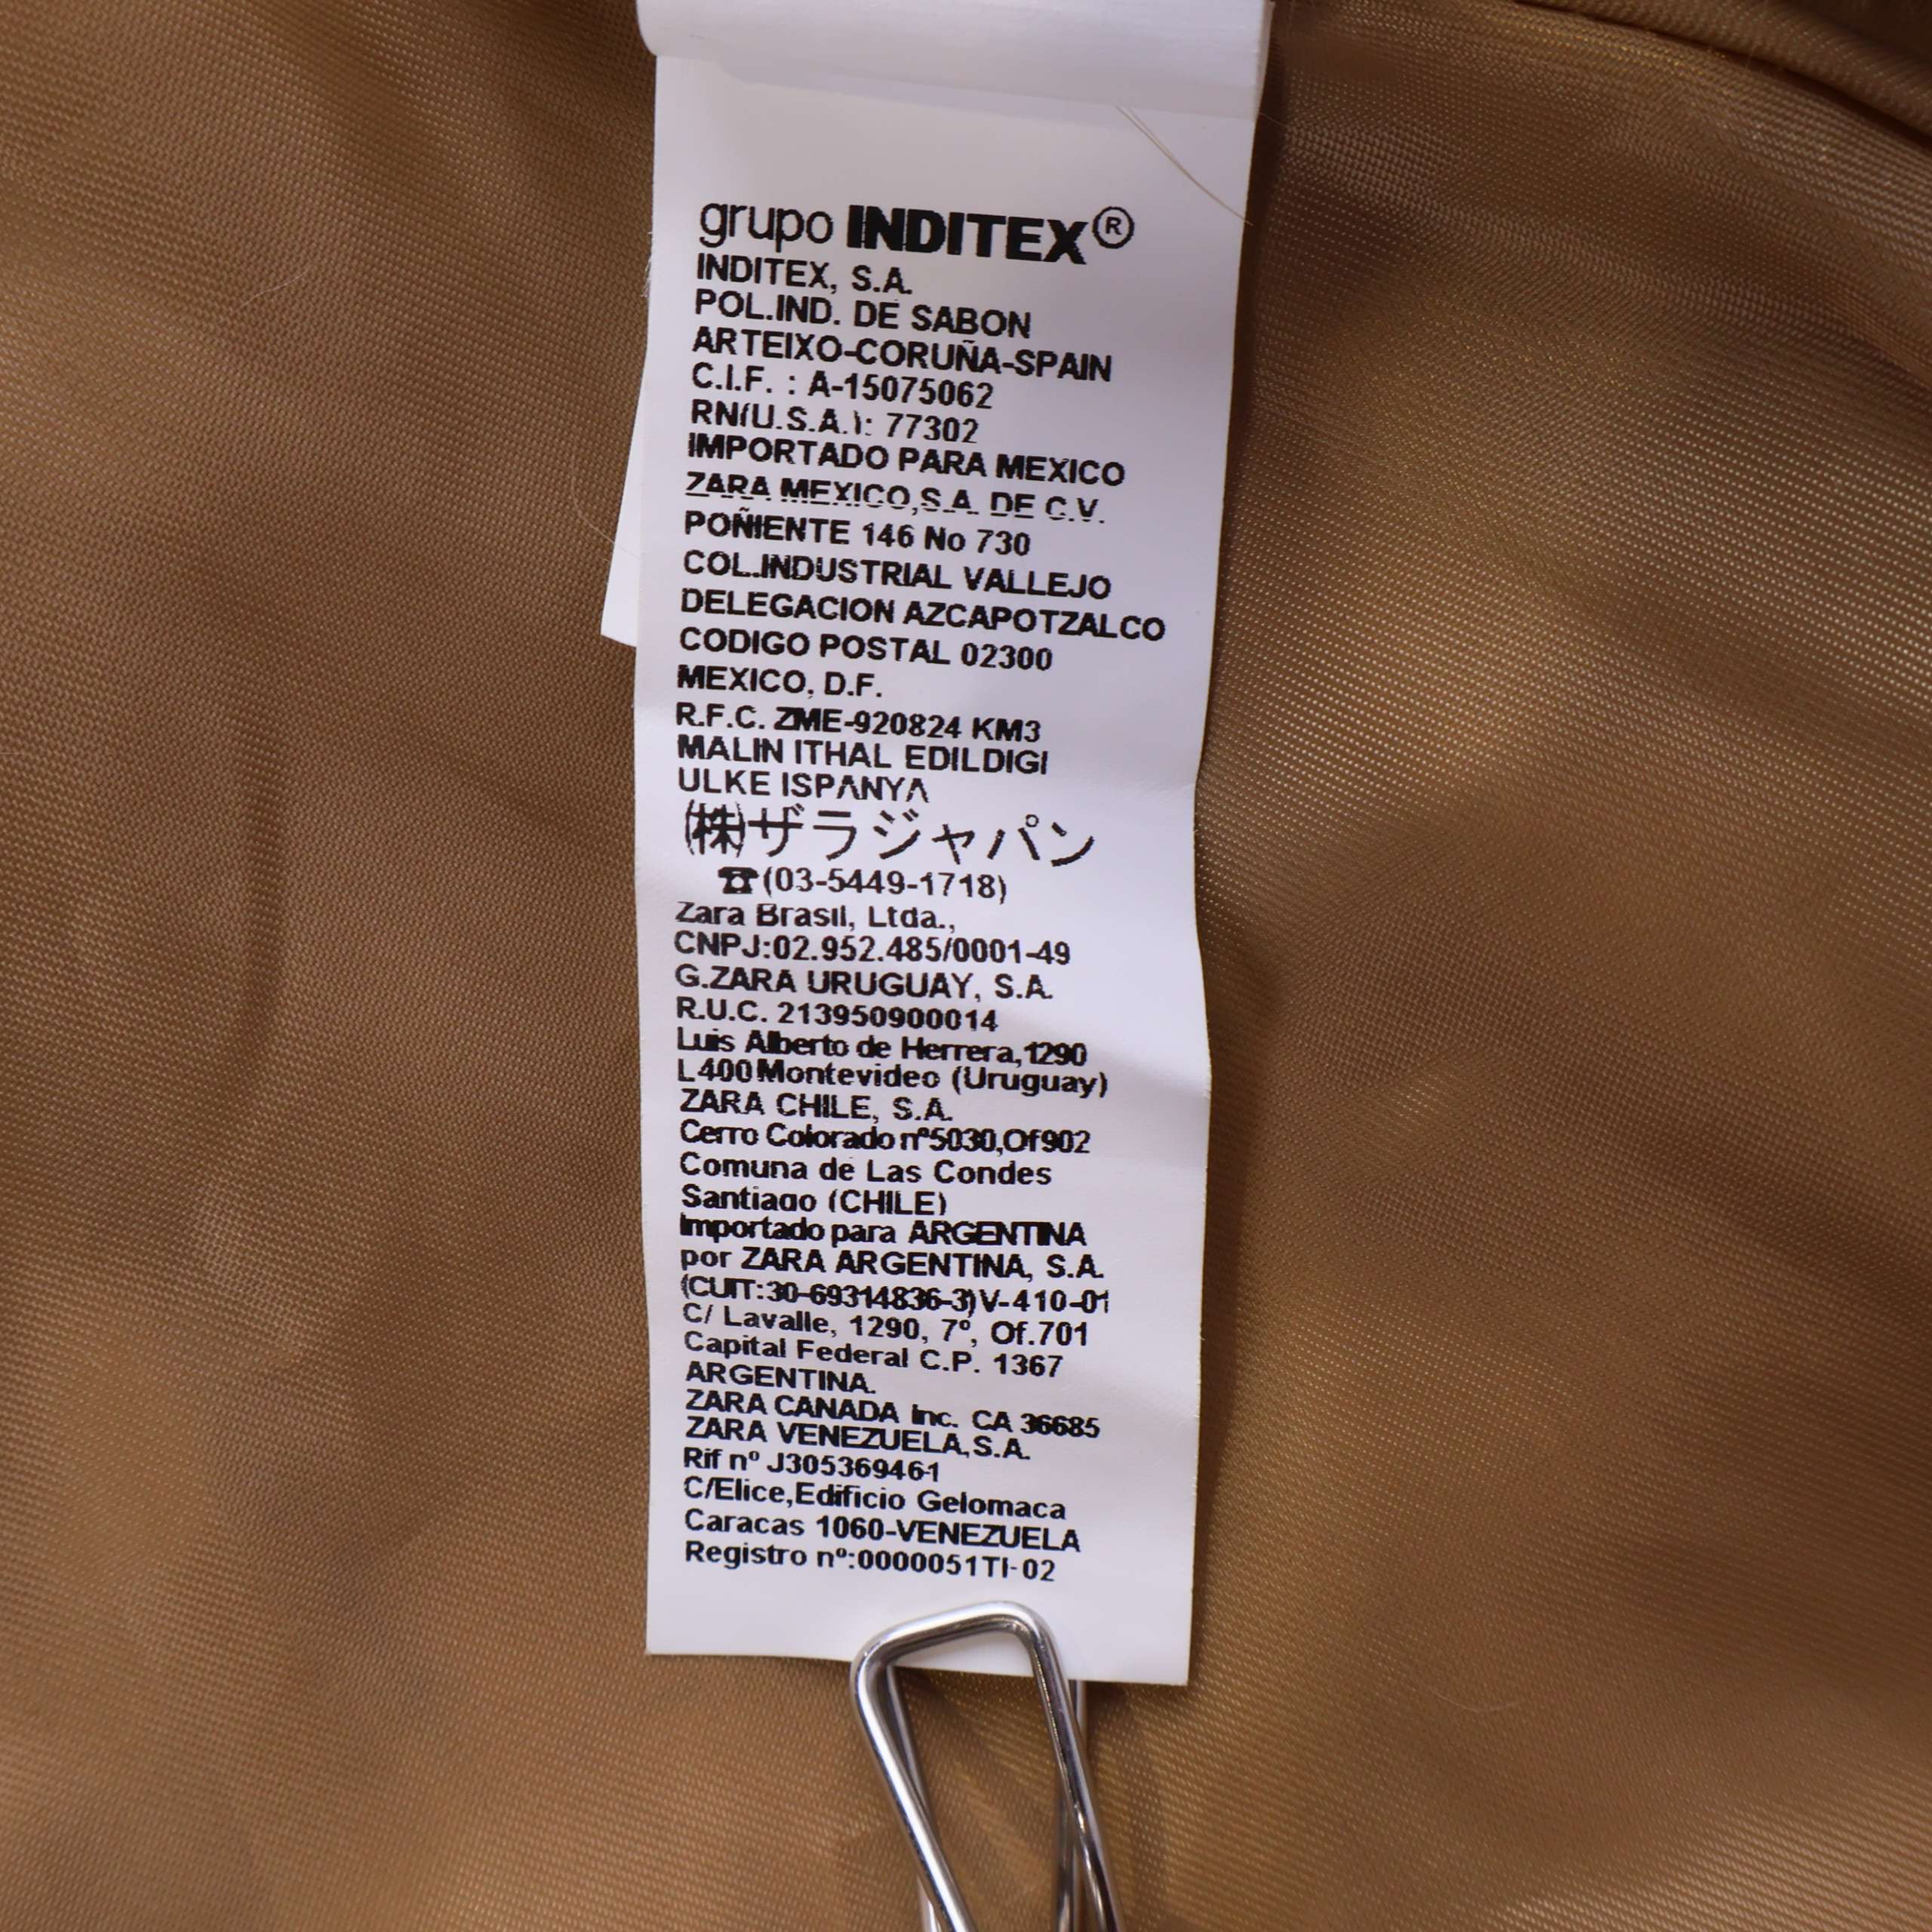 grupo INDITEX®
INDITEX, S.A.
POL.IND. DE SABON
ARTEIXO-CORUÑA-SPAIN
C.I.F. : A-15075062
RN(U.S.A.): 77302
IMPORTADO PARA MEXICO
ZARA MEXICO,S.A. DE C.V.
POÑIENTE 146 No 730
COL.INDUSTRIAL VALLEJO
DELEGACION AZCAPOTZALCO
CODIGO POSTAL 02300
MEXICO, D.F.
R.F.C. ZME-920824 KM3
MALIN ITHAL EDILDIGI
ULKE ISPANYA
(株)ザラジャパン
☎(03-5449-1718)
Zara Brasil, Ltda.,
CNPJ:02.952.485/0001-49
G.ZARA URUGUAY, S.A.
R.U.C. 213950900014
Luis Alberto de Herrera,1290
L400Montevideo (Uruguay)
ZARA CHILE, S.A.
Cerro Colorado nº5030,Of902
Comuna de Las Condes
Santiago (CHILE)
Importado para ARGENTINA
por ZARA ARGENTINA, S.A.
(CUIT:30-69314836-3)V-410-01
C/ Lavalle, 1290, 7º, Of.701
Capital Federal C.P. 1367
ARGENTINA.
ZARA CANADA Inc. CA 36685
ZARA VENEZUELA,S.A.
Rif nº J305369461
C/Elice,Edificio Gelomaca
Caracas 1060-VENEZUELA
Registro nº:0000051TI-02